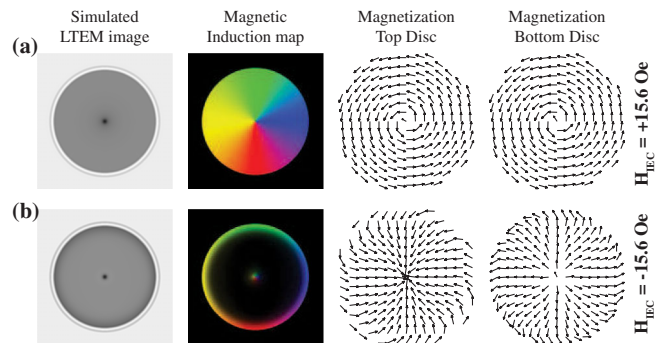 Simulated
LTEM image
Magnetic
Induction map
Magnetization
Top Disc
Magnetization
Bottom Disc
(a)
H_IEC = +15.6 Oe
(b)
H_IEC = -15.6 Oe